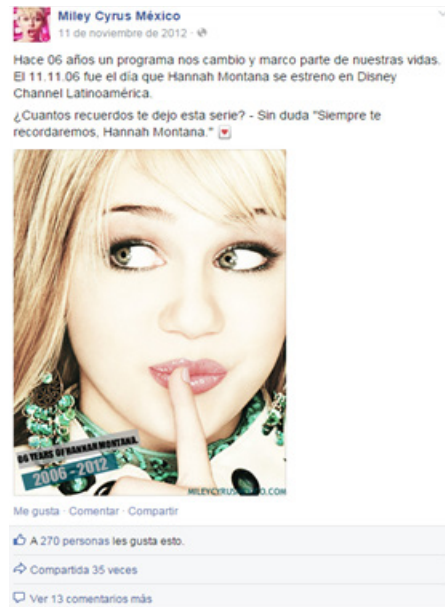 Miley Cyrus México
11 de noviembre de 2012 ·
Hace 06 años un programa nos cambio y marco parte de nuestras vidas.
El 11.11.06 fue el día que Hannah Montana se estreno en Disney
Channel Latinoamérica.
¿Cuantos recuerdos te dejo esta serie? - Sin duda "Siempre te
recordaremos, Hannah Montana."
06 YEARS OF HANNAH MONTANA.
2006 - 2012
Me gusta · Comentar · Compartir
A 270 personas les gusta esto.
Compartida 35 veces
Ver 13 comentarios más